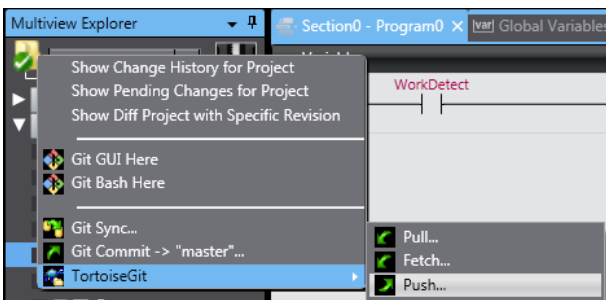 Multiview Explorer
Section0 - Program0
var Global Variables
Show Change History for Project
Show Pending Changes for Project
Show Diff Project with Specific Revision
WorkDetect
Git GUI Here
Git Bash Here
Git Sync...
Git Commit -> "master"...
TortoiseGit
Pull...
Fetch...
Push...